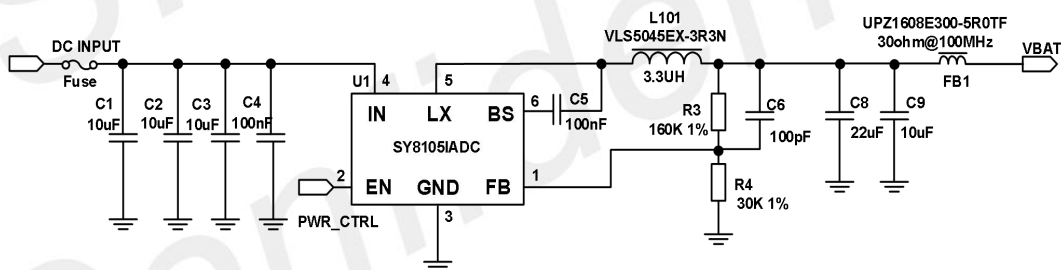 L101
VLS5045EX-3R3N
3.3UH
UPZ1608E300-5R0TF
30ohm@100MHz
FB1
VBAT
DC INPUT
Fuse
C1
10uF
C2
10uF
C3
10uF
C4
100nF
U1
4
5
6
IN
LX
BS
SY8105IADC
EN
GND
FB
2
3
1
PWR_CTRL
C5
100nF
R3
160K 1%
C6
100pF
R4
30K 1%
C8
22uF
C9
10uF